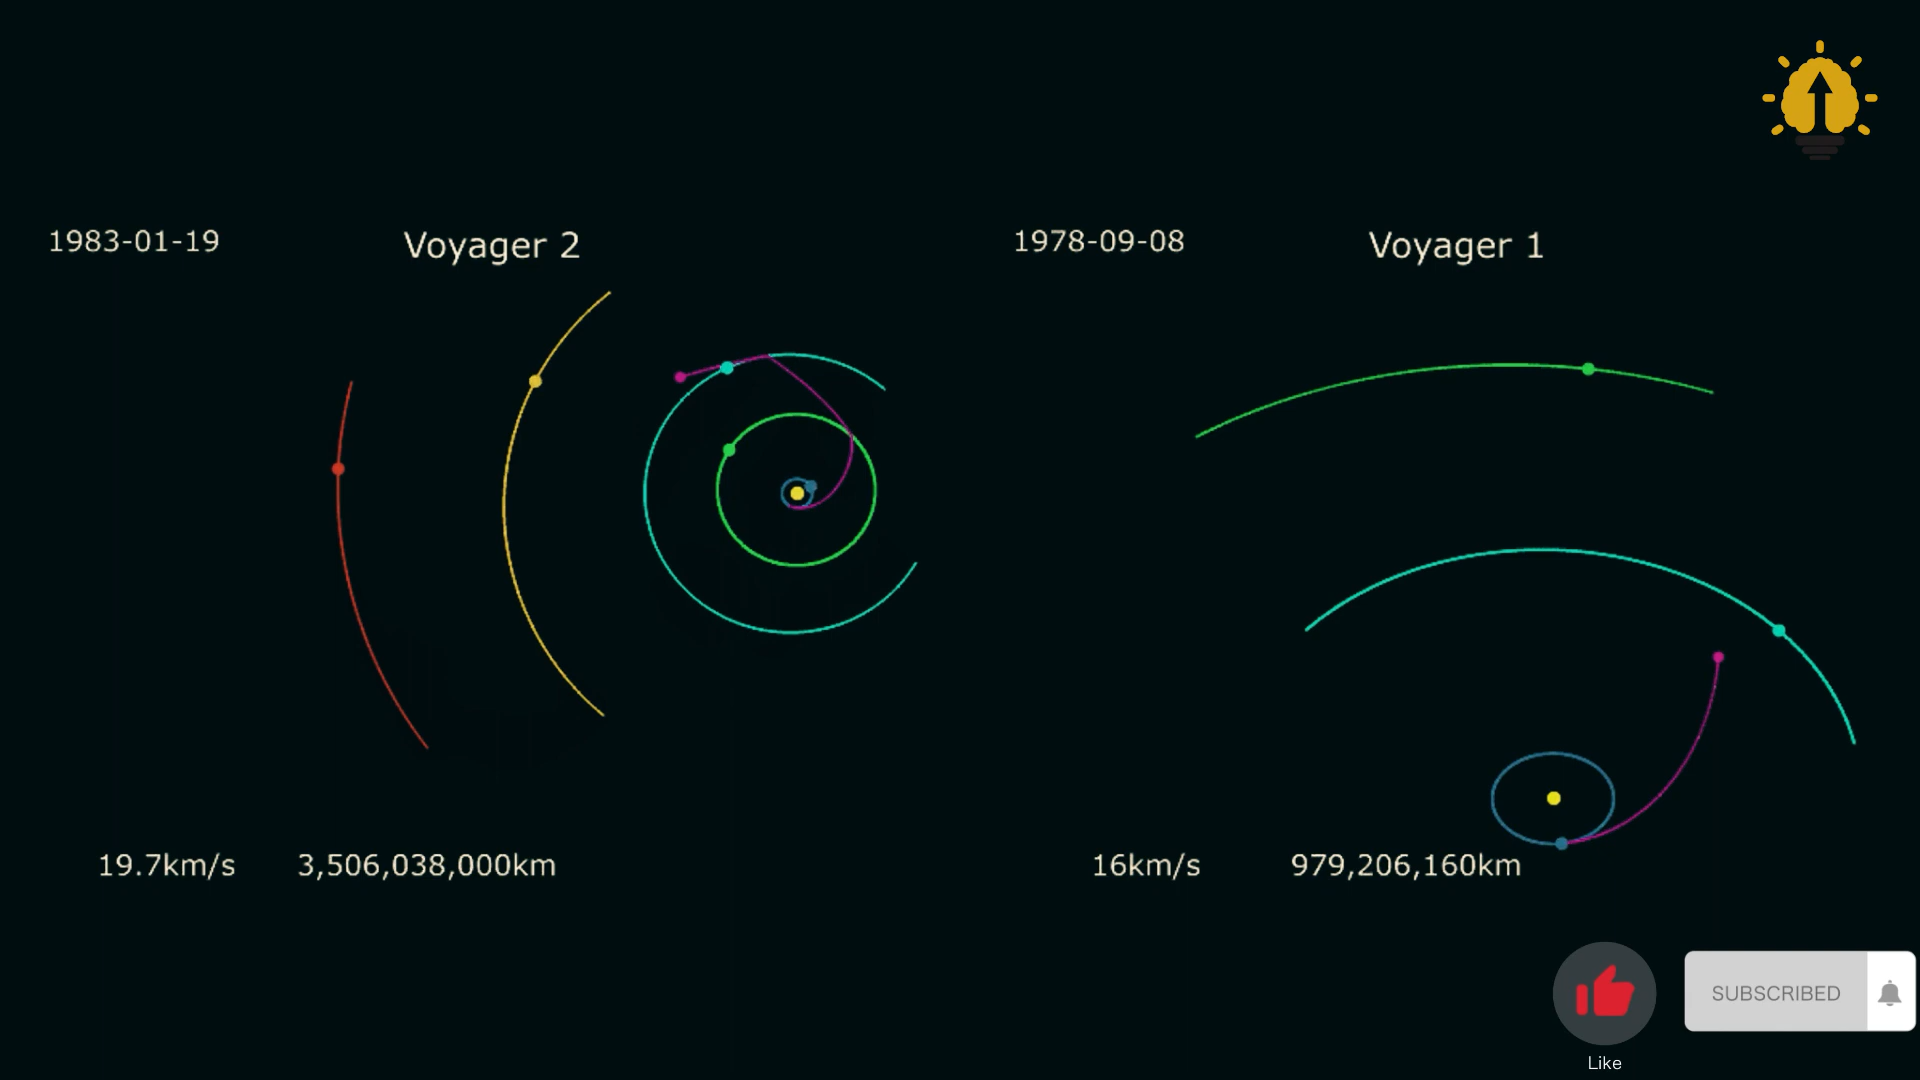 1983-01-19
Voyager 2
1978-09-08
Voyager 1
19.7km/s
3,506,038,000km
16km/s
979,206,160km
SUBSCRIBED
Like